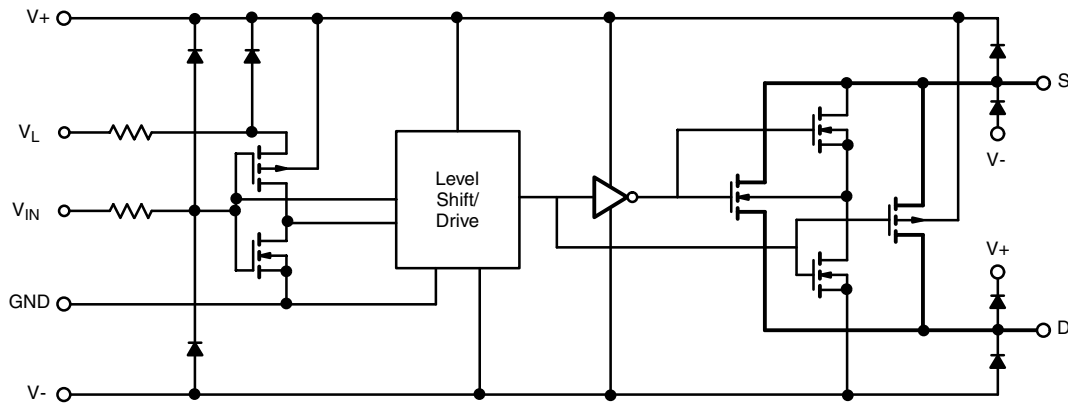 V+
S
V-
VL
Level
Shift/
Drive
VIN
V+
GND
D
V-